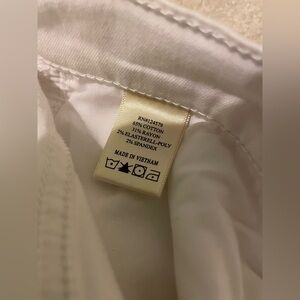 65% COTTON
31% RAYON
2% ELASTERELL-POLY
2% SPANDEX
MADE IN VIETNAM